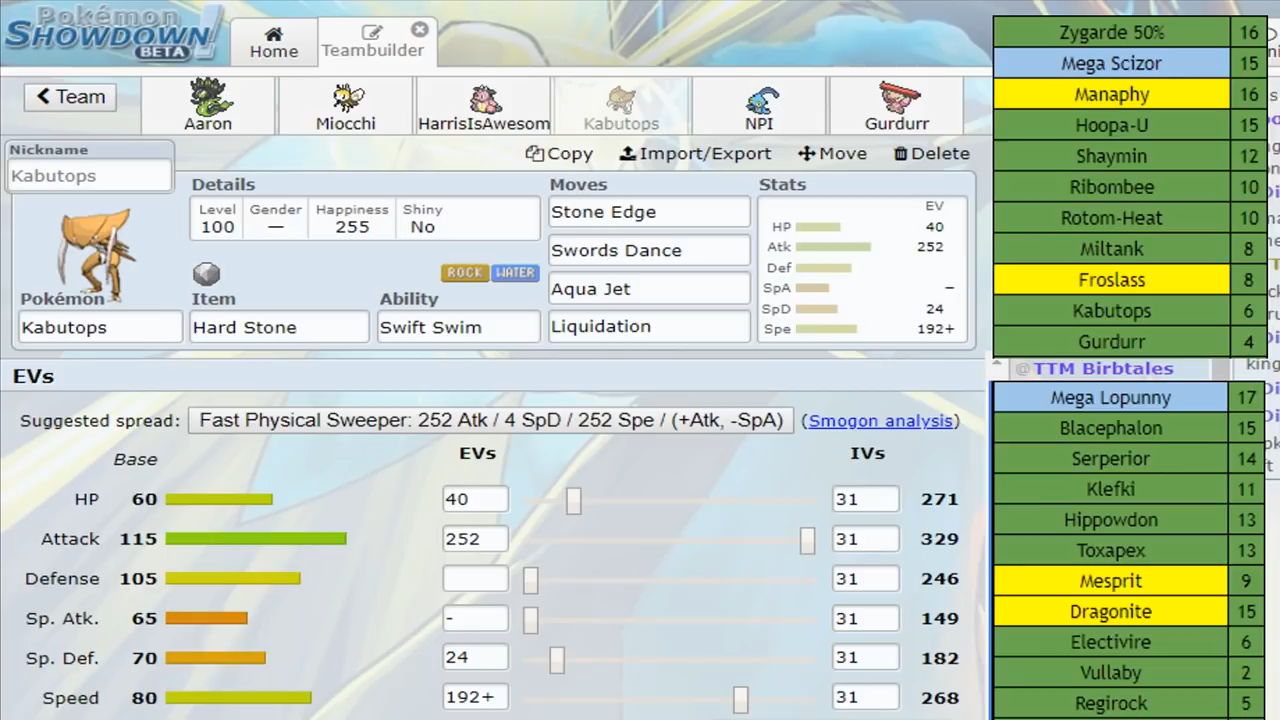 Pokémon
SHOWDOWN!
BETA
Home
Teambuilder
Team
Aaron
Miocchi
HarrisIsAwesom
Kabutops
NPI
Gurdurr
Copy
Import/Export
Move
Delete
Nickname
Kabutops
Details
Level Gender Happiness Shiny
100 — 255 No
ROCK WATER
Pokémon Item Ability
Kabutops Hard Stone Swift Swim
Moves
Stone Edge
Swords Dance
Aqua Jet
Liquidation
Stats
EV
HP 40
Atk 252
Def
SpA –
SpD 24
Spe 192+
EVs
Suggested spread: Fast Physical Sweeper: 252 Atk / 4 SpD / 252 Spe / (+Atk, -SpA) (Smogon analysis)
Base EVs IVs
HP 60 40 31 271
Attack 115 252 31 329
Defense 105 31 246
Sp. Atk. 65 - 31 149
Sp. Def. 70 24 31 182
Speed 80 192+ 31 268
Zygarde 50% 16
Mega Scizor 15
Manaphy 16
Hoopa-U 15
Shaymin 12
Ribombee 10
Rotom-Heat 10
Miltank 8
Froslass 8
Kabutops 6
Gurdurr 4
@TTM Birbtales
Mega Lopunny 17
Blacephalon 15
Serperior 14
Klefki 11
Hippowdon 13
Toxapex 13
Mesprit 9
Dragonite 15
Electivire 6
Vullaby 2
Regirock 5